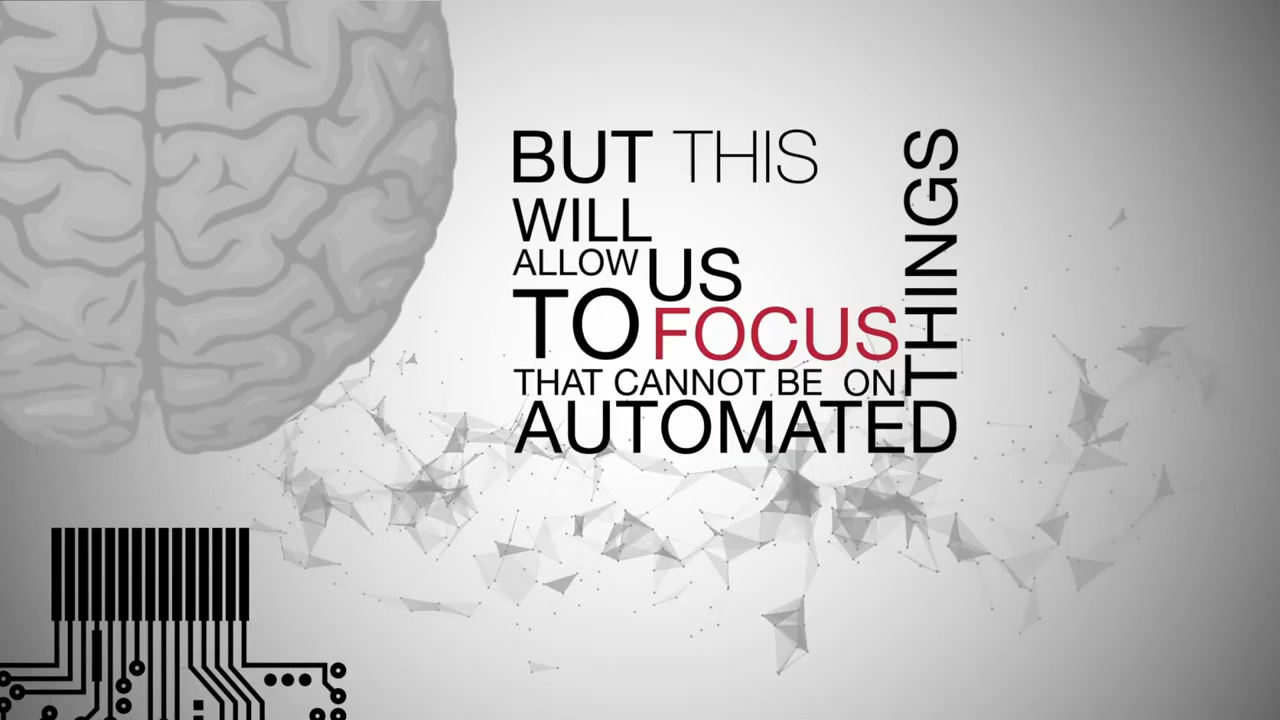 BUT THIS
WILL
ALLOW US
TO FOCUS
THAT CANNOT BE ON
AUTOMATED
THINGS